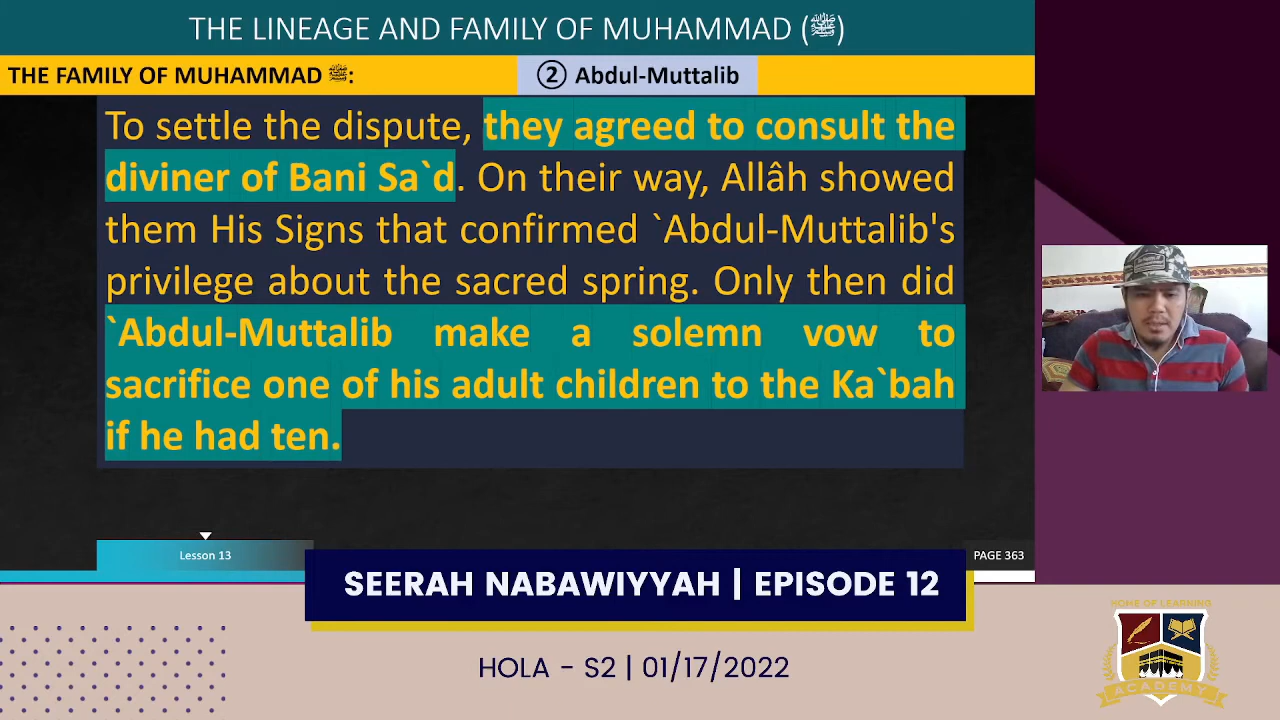 THE LINEAGE AND FAMILY OF MUHAMMAD (ﷺ)
THE FAMILY OF MUHAMMAD ﷺ:
② Abdul-Muttalib
To settle the dispute, they agreed to consult the
diviner of Bani Sa`d. On their way, Allâh showed
them His Signs that confirmed `Abdul-Muttalib's
privilege about the sacred spring. Only then did
`Abdul-Muttalib make a solemn vow to
sacrifice one of his adult children to the Ka`bah
if he had ten.
Lesson 13
PAGE 363
SEERAH NABAWIYYAH | EPISODE 12
HOLA - S2 | 01/17/2022
HOME OF LEARNING
ACADEMY